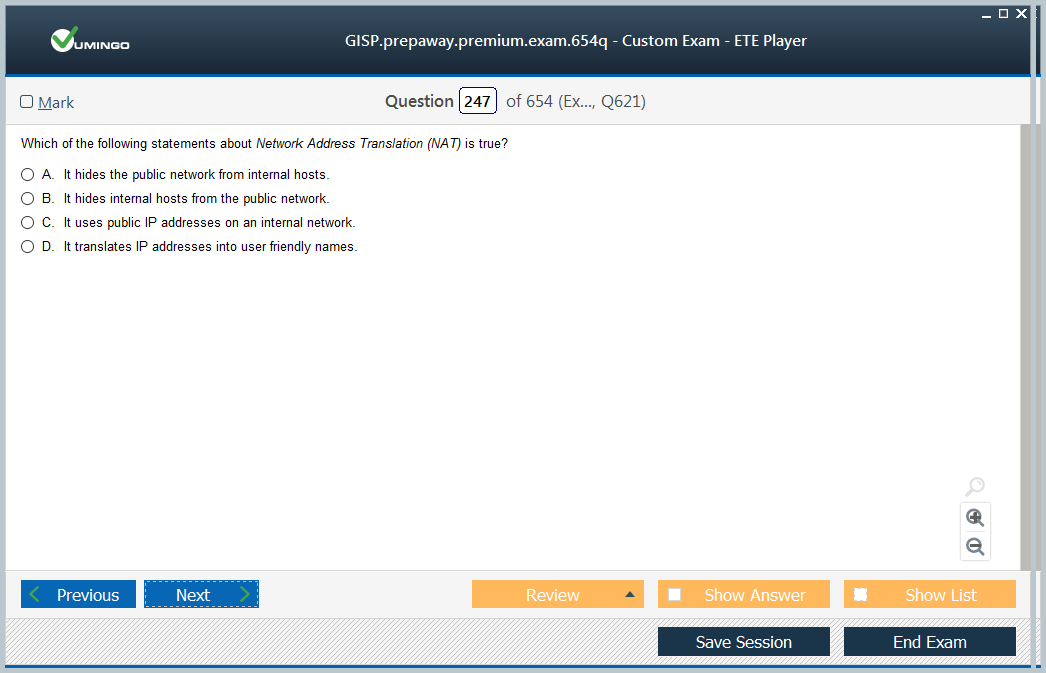 VUMINGO
GISP.prepaway.premium.exam.654q - Custom Exam - ETE Player
Mark
Question 247 of 654 (Ex..., Q621)
Which of the following statements about Network Address Translation (NAT) is true?
A. It hides the public network from internal hosts.
B. It hides internal hosts from the public network.
C. It uses public IP addresses on an internal network.
D. It translates IP addresses into user friendly names.
Previous Next Review Show Answer Show List
Save Session End Exam